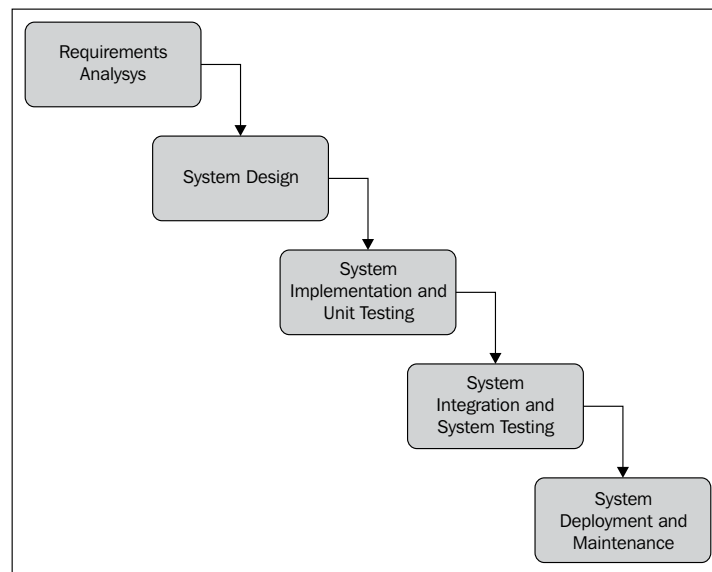 Requirements
Analysys
System Design
System
Implementation and
Unit Testing
System
Integration and
System Testing
System
Deployment and
Maintenance